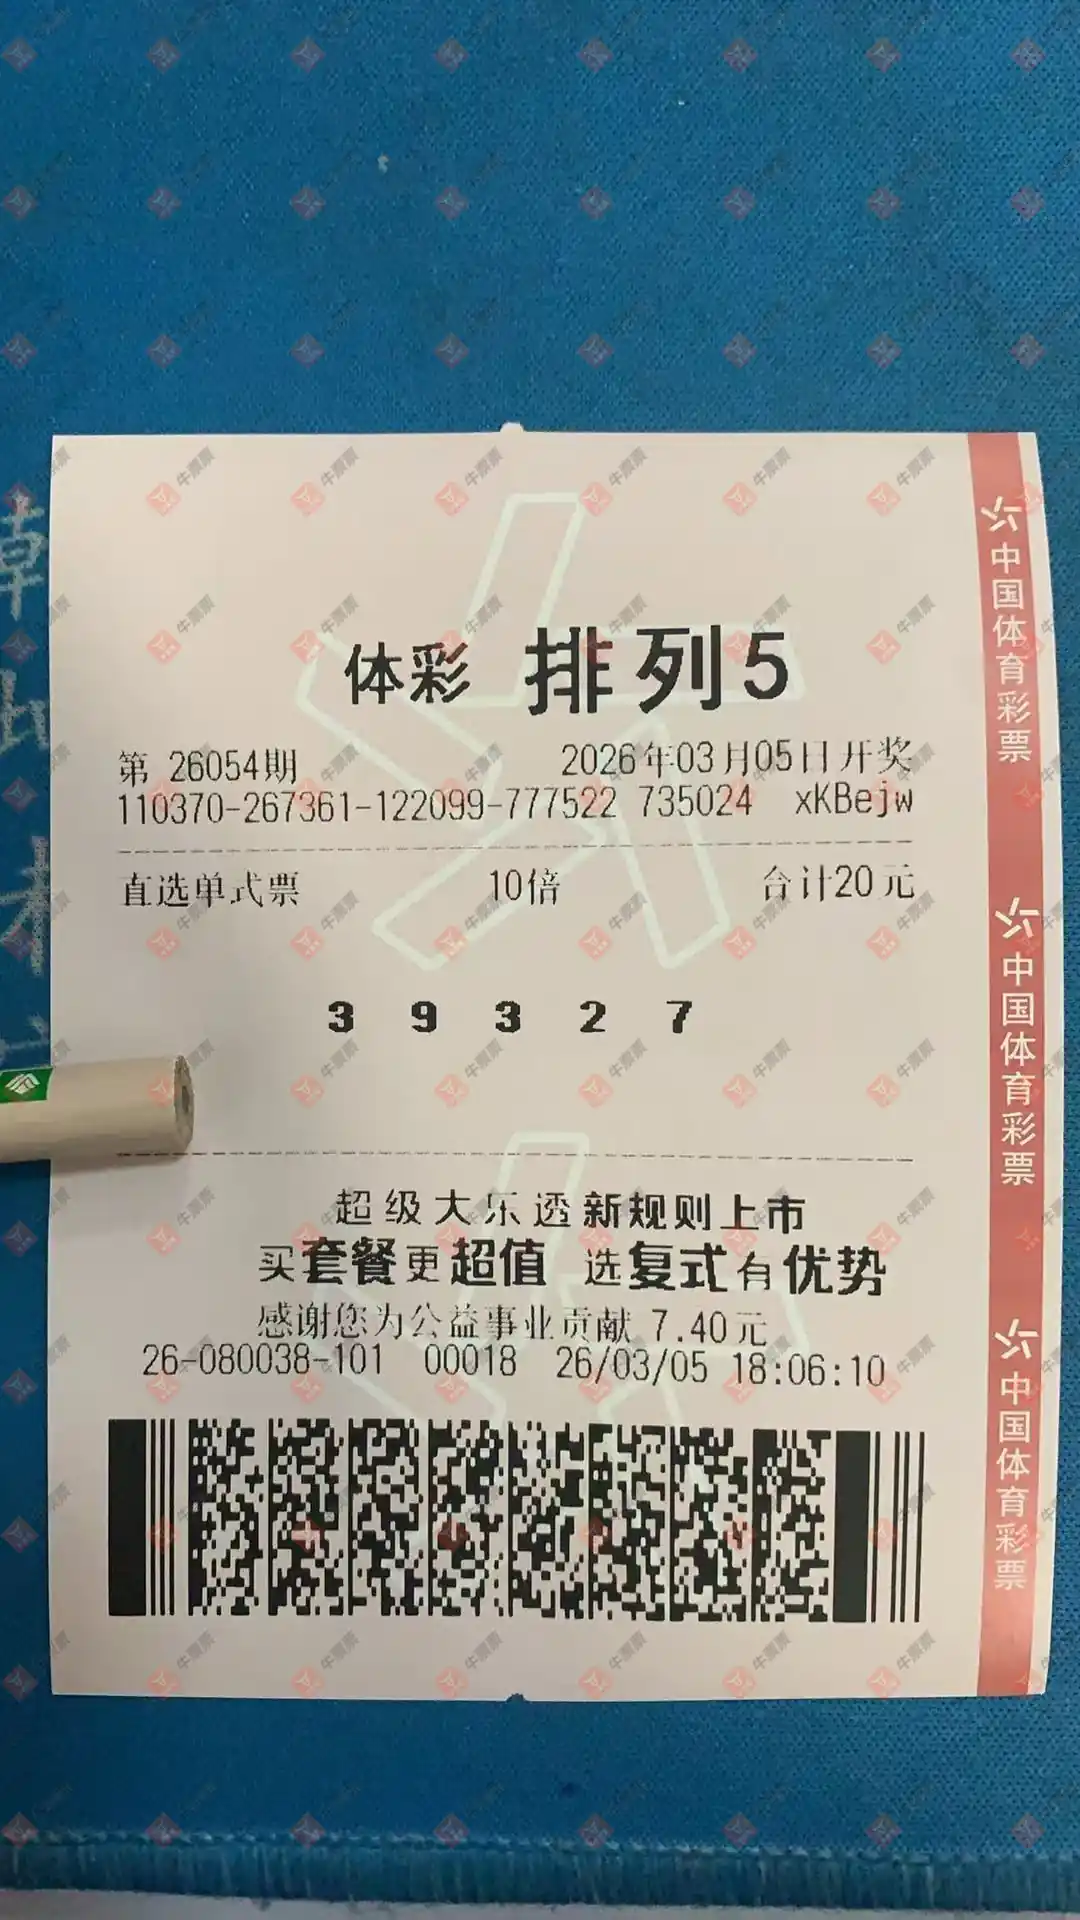 体彩 排列5
第 26054期 2026年03月05日开奖
110370-267361-122099-777522 735024 xKBejw
直选单式票 10倍 合计20元
3 9 3 2 7
超级大乐透新规则上市
买套餐更超值 选复式有优势
感谢您为公益事业贡献 7.40元
26-080038-101 00018 26/03/05 18:06:10
中国体育彩票
中国体育彩票
中国体育彩票
牛票票